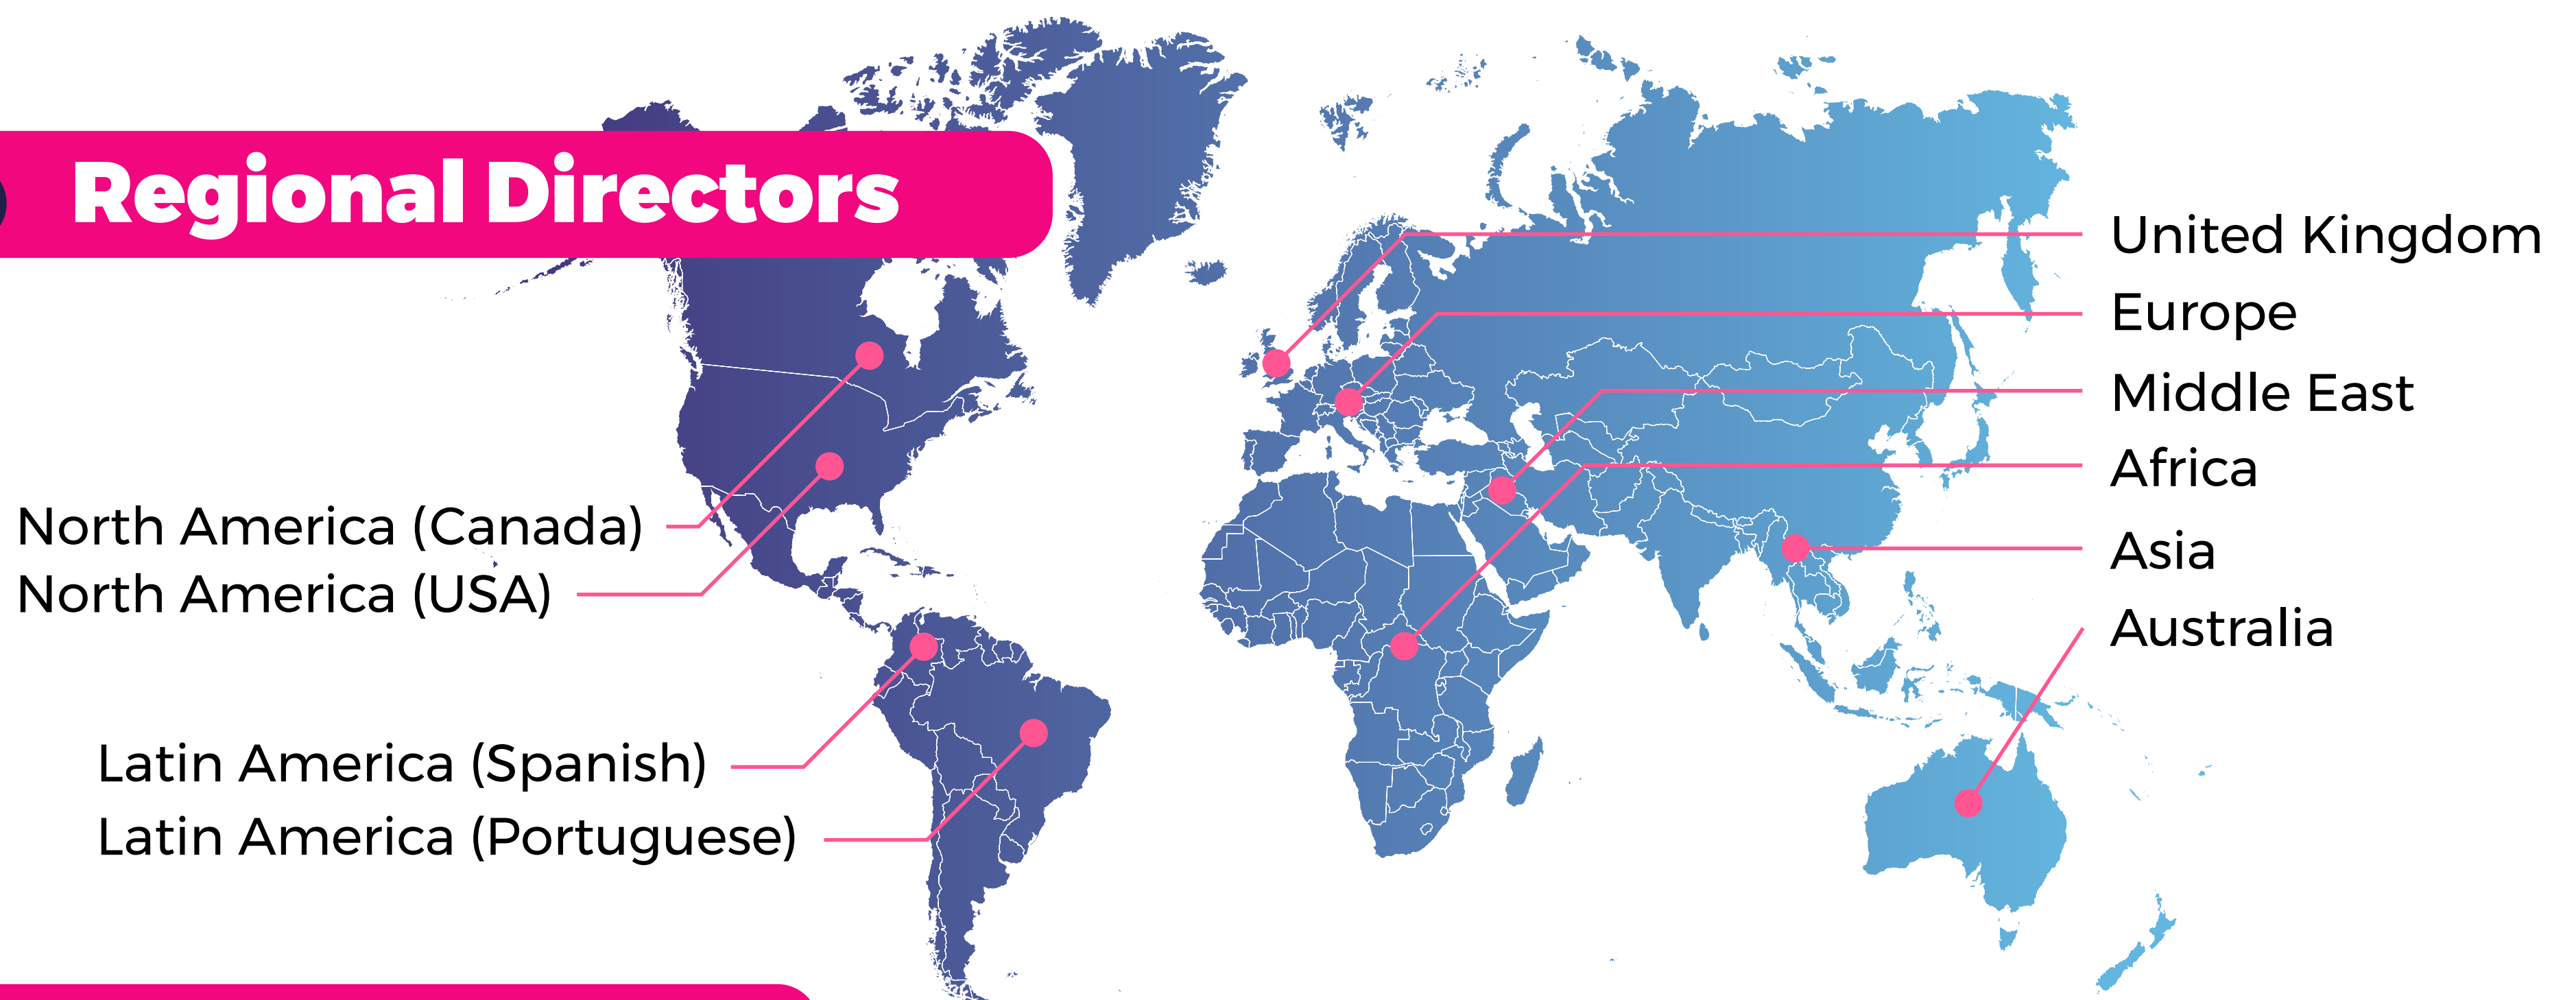 Regional Directors
North America (Canada)
North America (USA)
Latin America (Spanish)
Latin America (Portuguese)
United Kingdom
Europe
Middle East
Africa
Asia
Australia